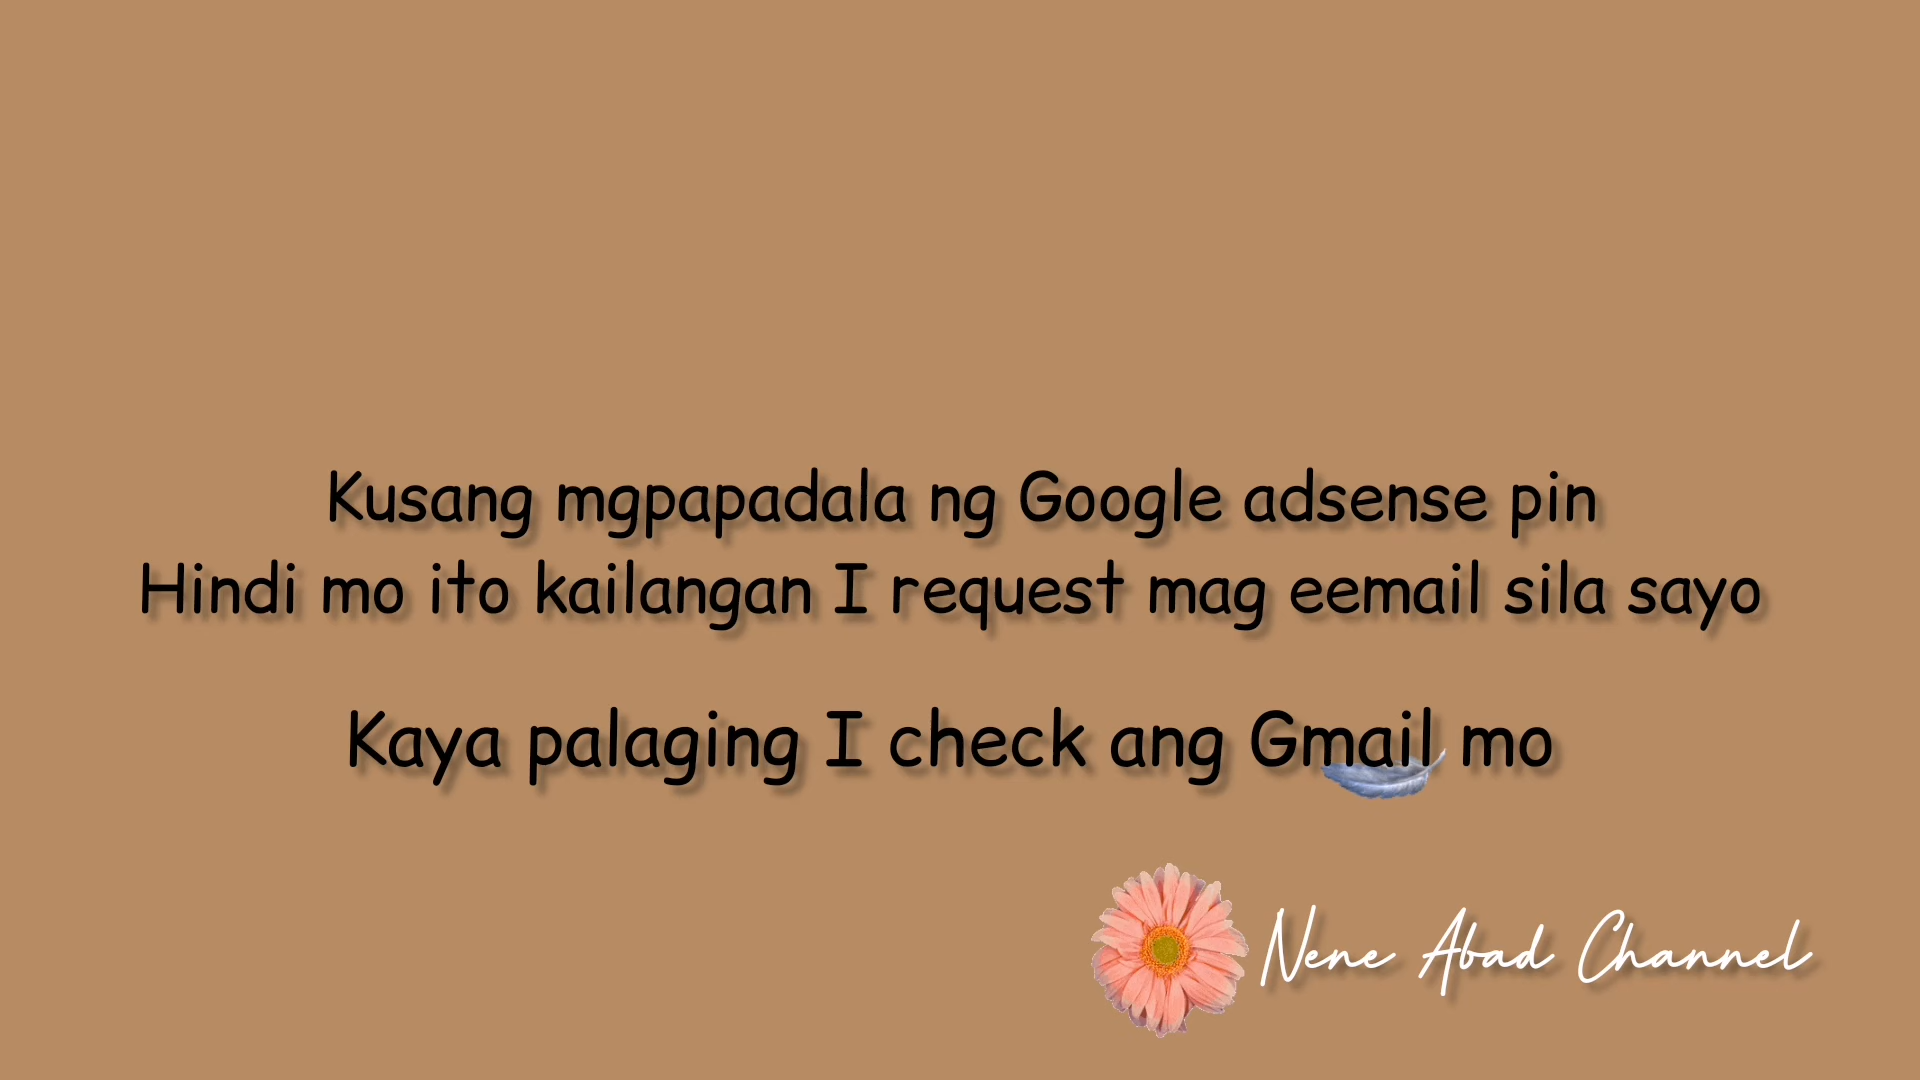 Kusang mgpapadala ng Google adsense pin
Hindi mo ito kailangan I request mag eemail sila sayo
Kaya palaging I check ang Gmail mo
Nene Abad Channel